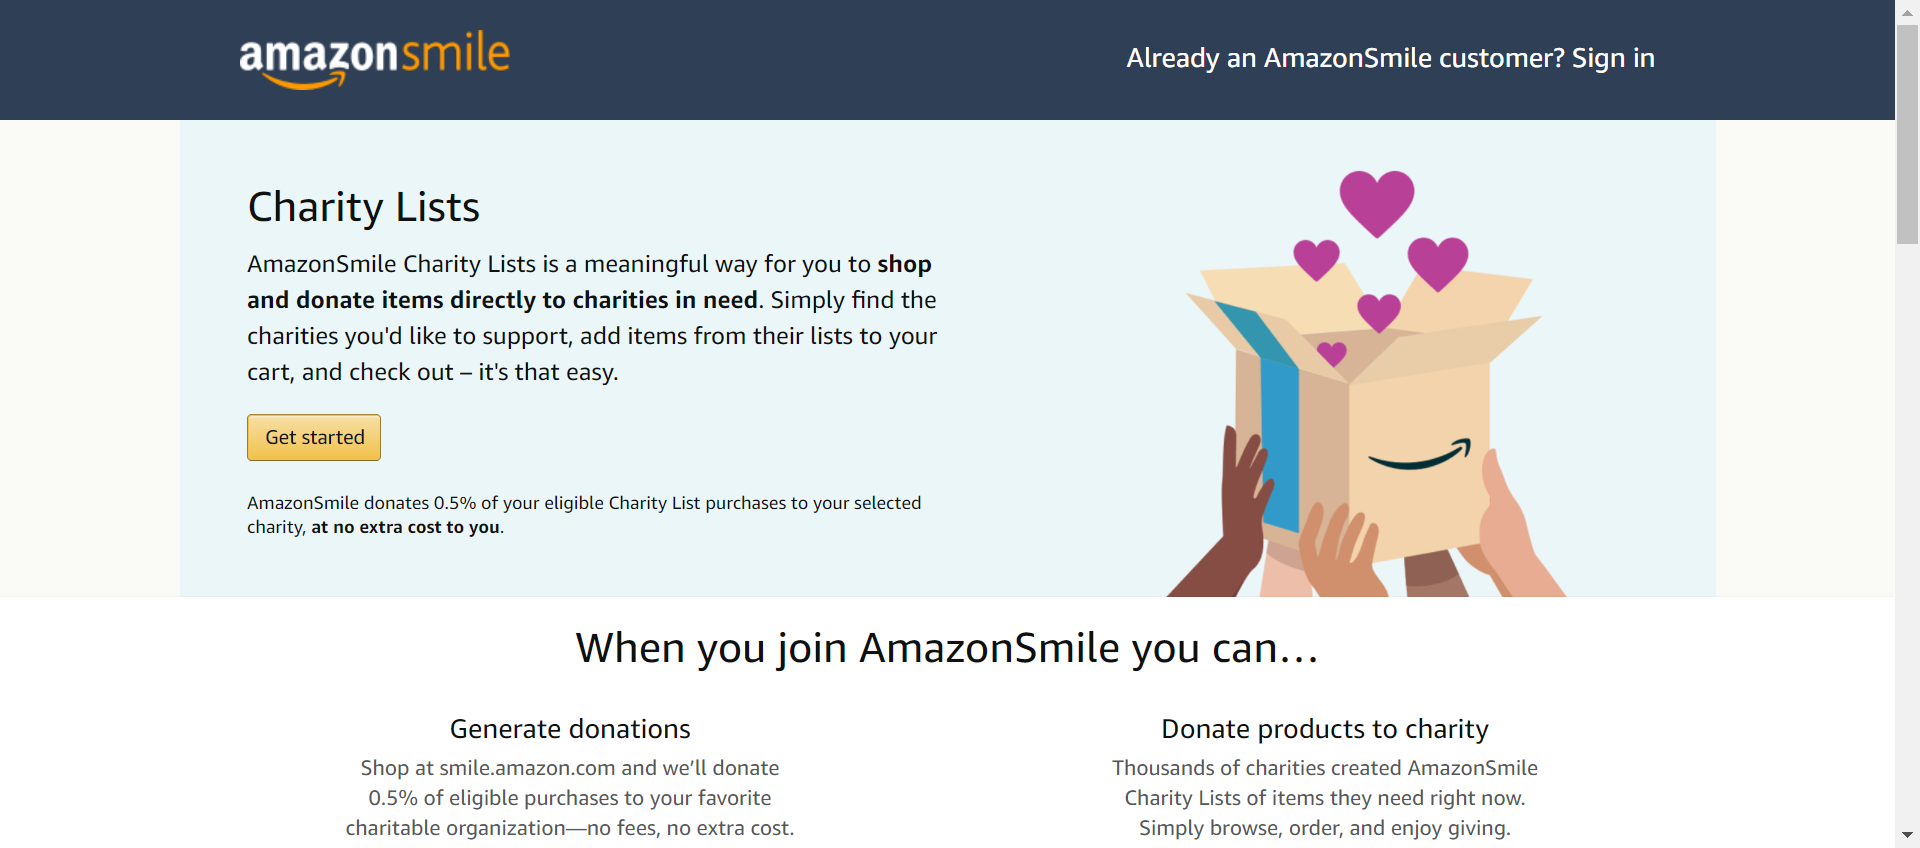 amazonsmile
Already an AmazonSmile customer? Sign in
Charity Lists
AmazonSmile Charity Lists is a meaningful way for you to shop
and donate items directly to charities in need. Simply find the
charities you'd like to support, add items from their lists to your
cart, and check out – it's that easy.
Get started
AmazonSmile donates 0.5% of your eligible Charity List purchases to your selected
charity, at no extra cost to you.
When you join AmazonSmile you can…
Generate donations
Shop at smile.amazon.com and we’ll donate
0.5% of eligible purchases to your favorite
charitable organization—no fees, no extra cost.
Donate products to charity
Thousands of charities created AmazonSmile
Charity Lists of items they need right now.
Simply browse, order, and enjoy giving.